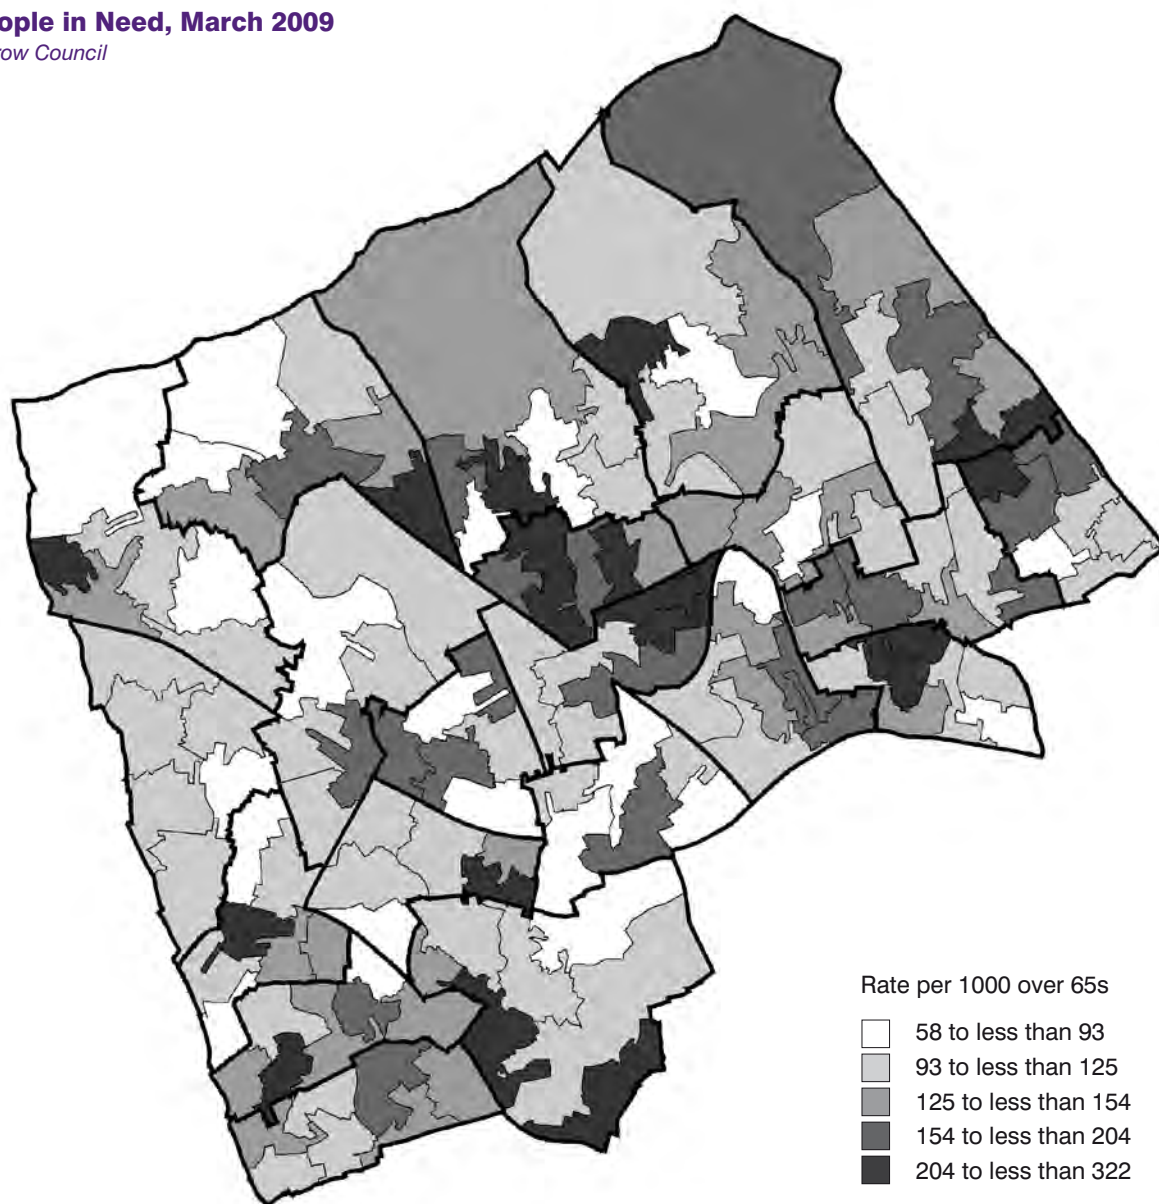 ople in Need, March 2009
row Council
Rate per 1000 over 65s
58 to less than 93
93 to less than 125
125 to less than 154
154 to less than 204
204 to less than 322